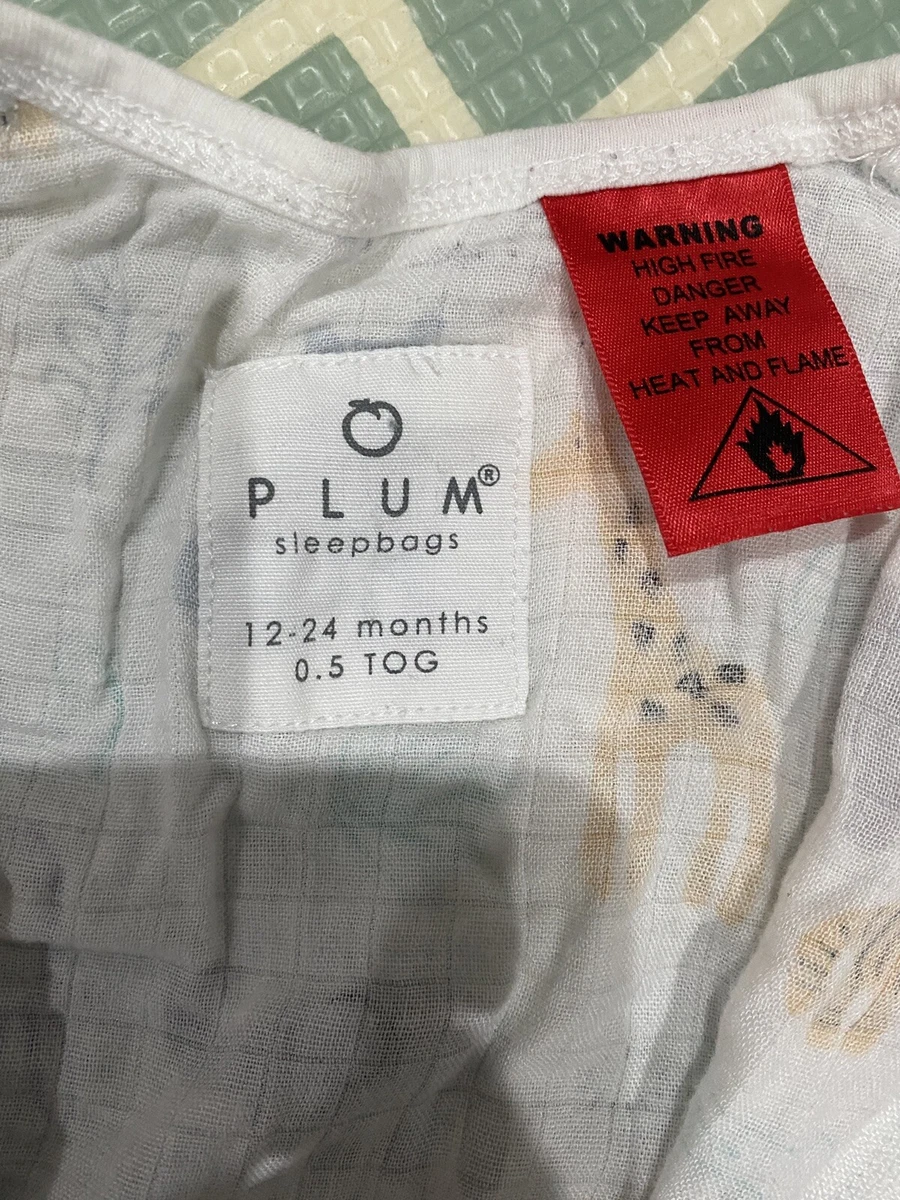 PLUM®
sleepbags
12-24 months
0.5 TOG
WARNING
HIGH FIRE
DANGER
KEEP AWAY
FROM
HEAT AND FLAME